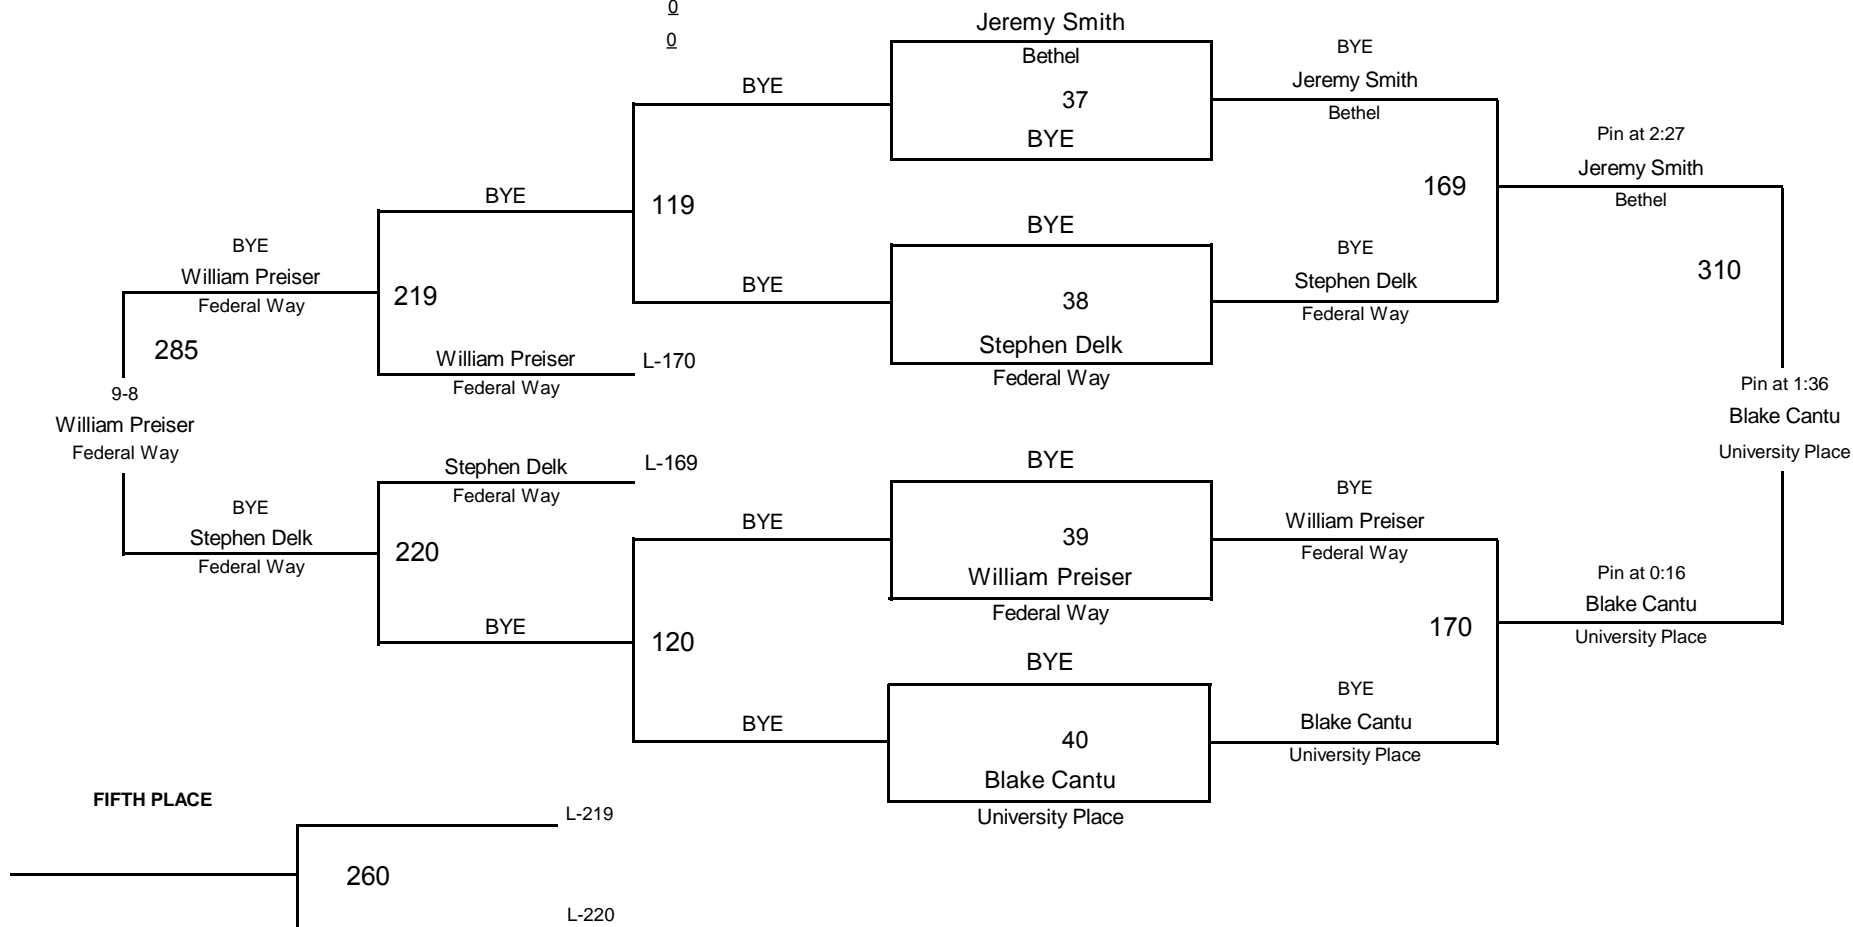 0
0
Jeremy Smith
Bethel
37
BYE
BYE
Jeremy Smith
Bethel
BYE
Pin at 2:27
Jeremy Smith
Bethel
169
119
BYE
BYE
38
Stephen Delk
Federal Way
BYE
Stephen Delk
Federal Way
BYE
310
BYE
William Preiser
Federal Way
219
285
William Preiser
Federal Way
L-170
9-8
William Preiser
Federal Way
Pin at 1:36
Blake Cantu
University Place
Stephen Delk
Federal Way
L-169
BYE
Stephen Delk
Federal Way
220
BYE
BYE
39
William Preiser
Federal Way
BYE
William Preiser
Federal Way
Pin at 0:16
Blake Cantu
University Place
170
BYE
120
BYE
BYE
40
Blake Cantu
University Place
BYE
Blake Cantu
University Place
FIFTH PLACE
L-219
260
L-220